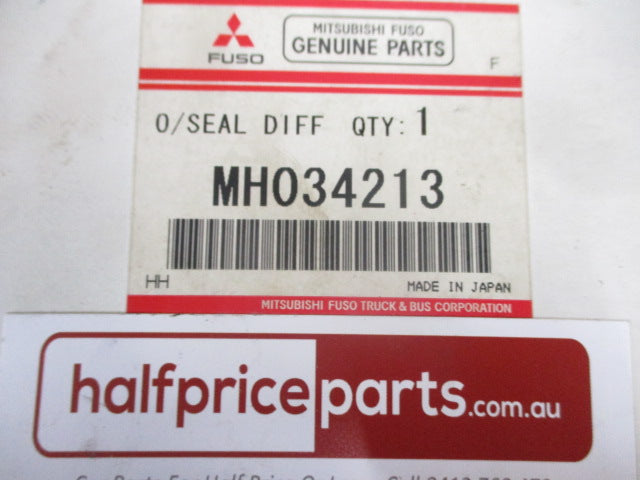 MITSUBISHI FUSO
GENUINE PARTS
FUSO
F
O/SEAL DIFF QTY: 1
MH034213
HH
MADE IN JAPAN
MITSUBISHI FUSO TRUCK & BUS CORPORATION
halfpriceparts.com.au